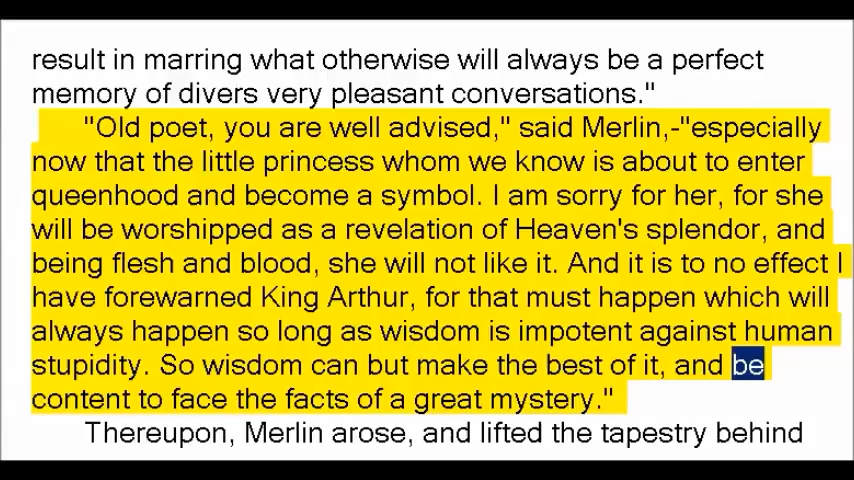 result in marring what otherwise will always be a perfect
memory of divers very pleasant conversations."
"Old poet, you are well advised," said Merlin,-"especially
now that the little princess whom we know is about to enter
queenhood and become a symbol. I am sorry for her, for she
will be worshipped as a revelation of Heaven's splendor, and
being flesh and blood, she will not like it. And it is to no effect I
have forewarned King Arthur, for that must happen which will
always happen so long as wisdom is impotent against human
stupidity. So wisdom can but make the best of it, and be
content to face the facts of a great mystery."
Thereupon, Merlin arose, and lifted the tapestry behind